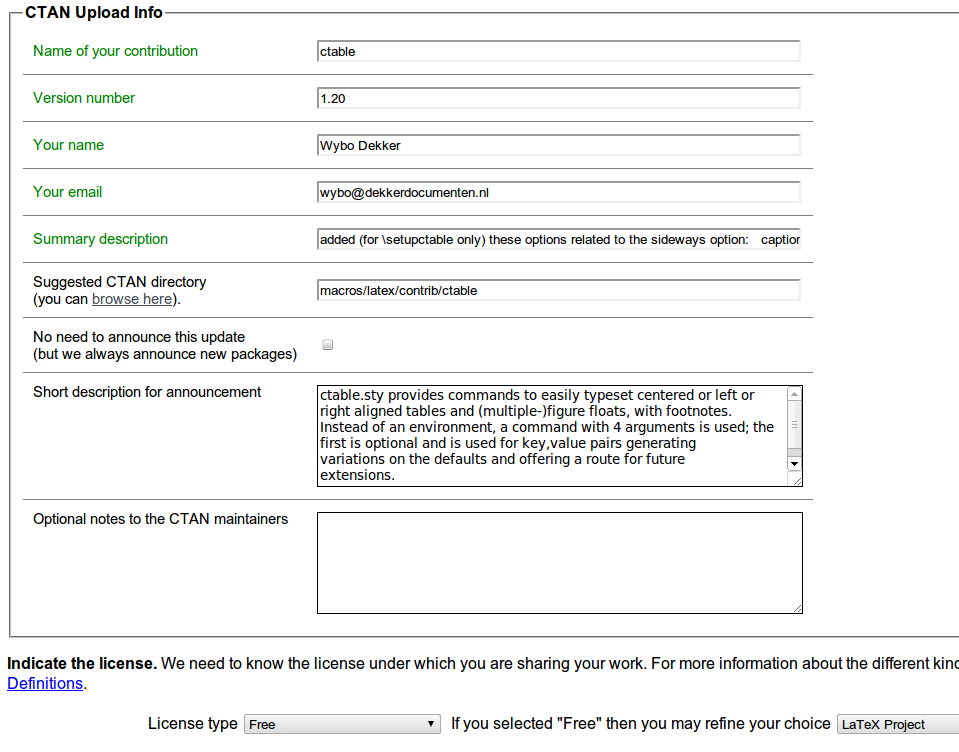 CTAN Upload Info
Name of your contribution
ctable
Version number
1.20
Your name
Wybo Dekker
Your email
wybo@dekkerdocumenten.nl
Summary description
added (for \setupctable only) these options related to the sideways option: caption
Suggested CTAN directory
(you can browse here).
macros/latex/contrib/ctable
No need to announce this update
(but we always announce new packages)
Short description for announcement
ctable.sty provides commands to easily typeset centered or left or
right aligned tables and (multiple-)figure floats, with footnotes.
Instead of an environment, a command with 4 arguments is used; the
first is optional and is used for key,value pairs generating
variations on the defaults and offering a route for future
extensions.
Optional notes to the CTAN maintainers
Indicate the license. We need to know the license under which you are sharing your work. For more information about the different
Definitions.
License type Free If you selected "Free" then you may refine your choice LaTeX Project